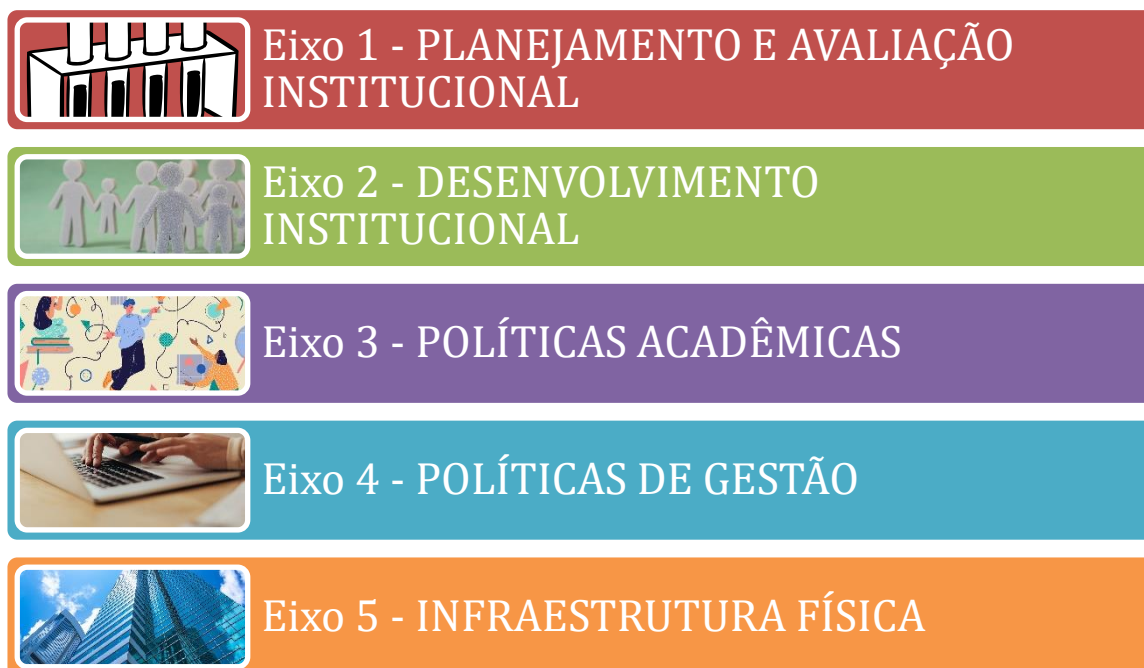 Eixo 1 - PLANEJAMENTO E AVALIAÇÃO
INSTITUCIONAL
Eixo 2 - DESENVOLVIMENTO
INSTITUCIONAL
Eixo 3 - POLÍTICAS ACADÊMICAS
Eixo 4 - POLÍTICAS DE GESTÃO
Eixo 5 - INFRAESTRUTURA FÍSICA